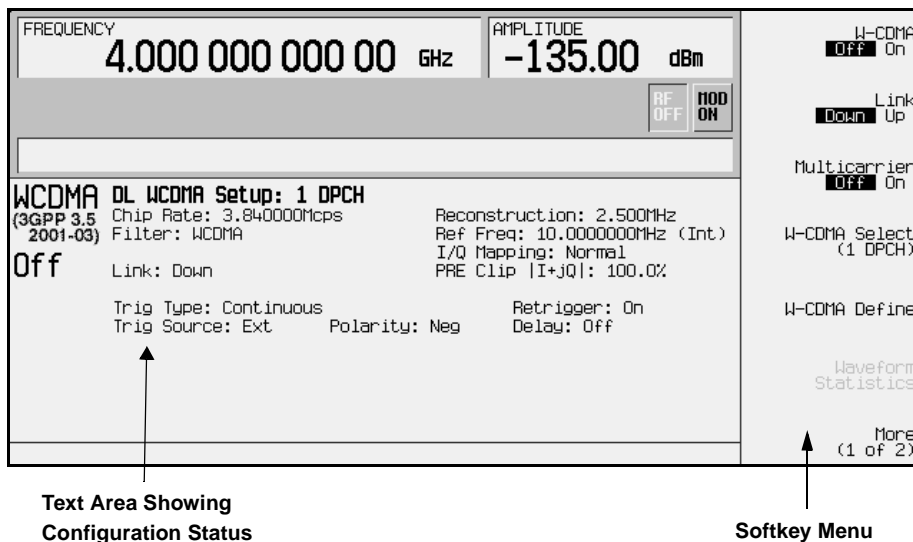 FREQUENCY
4.000 000 000 00 GHz
AMPLITUDE
-135.00 dBm
RF OFF
MOD ON
WCDMA
(3GPP 3.5
2001-03)
Off
DL WCDMA Setup: 1 DPCH
Chip Rate: 3.840000Mcps
Filter: WCDMA
Link: Down
Reconstruction: 2.500MHz
Ref Freq: 10.0000000MHz (Int)
I/Q Mapping: Normal
PRE Clip |I+jQ|: 100.0%
Trig Type: Continuous
Retrigger: On
Trig Source: Ext Polarity: Neg
Delay: Off
W-CDMA
Off On
Link
Down Up
Multicarrier
Off On
W-CDMA Select
(1 DPCH)
W-CDMA Define
Waveform
Statistics
More
(1 of 2)
Text Area Showing
Configuration Status
Softkey Menu